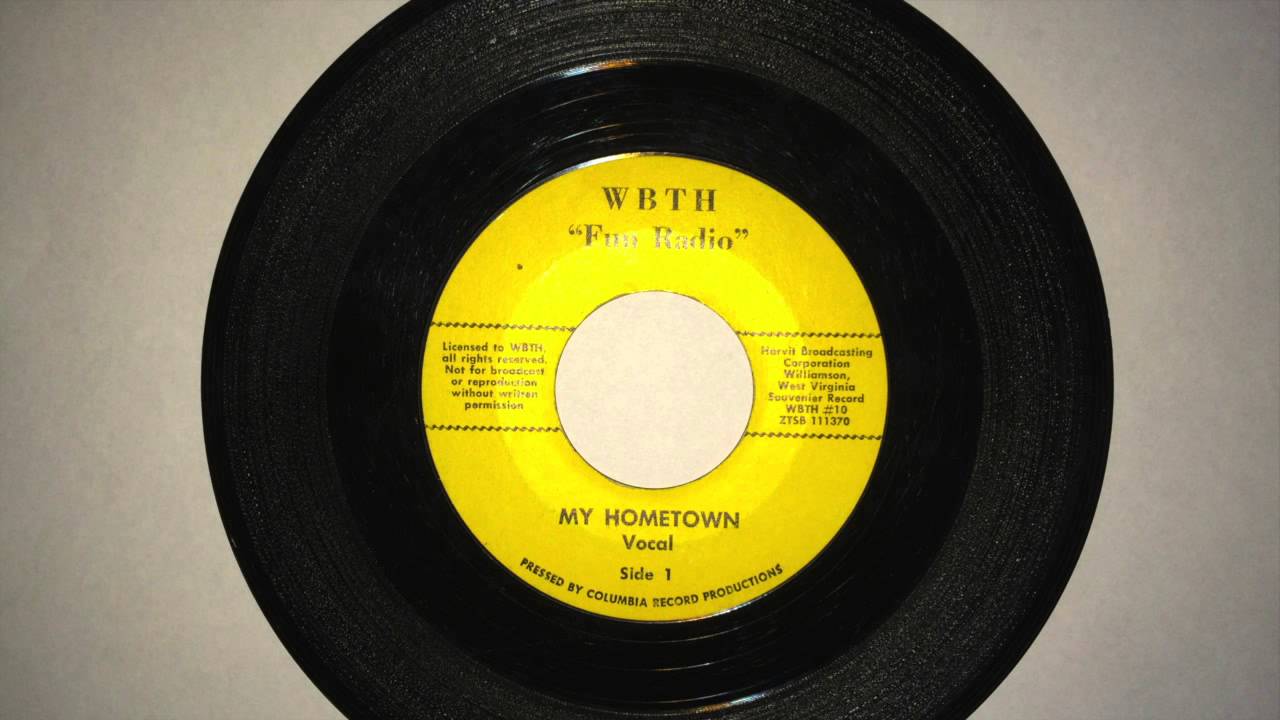 WBTH
“Fun Radio”
Licensed to WBTH,
all rights reserved.
Not for broadcast
or reproduction
without written
permission
Harvit Broadcasting
Corporation
Williamson,
West Virginia
Souvenier Record
WBTH #10
ZTSB 111370
MY HOMETOWN
Vocal
Side 1
PRESSED BY COLUMBIA RECORD PRODUCTIONS